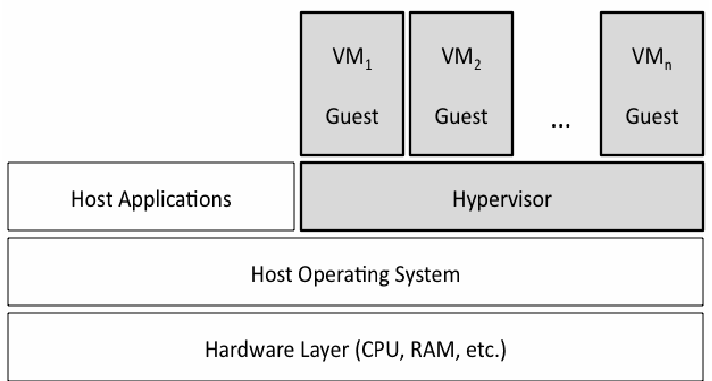 VM1
Guest
VM2
Guest
...
VMn
Guest
Host Applications
Hypervisor
Host Operating System
Hardware Layer (CPU, RAM, etc.)